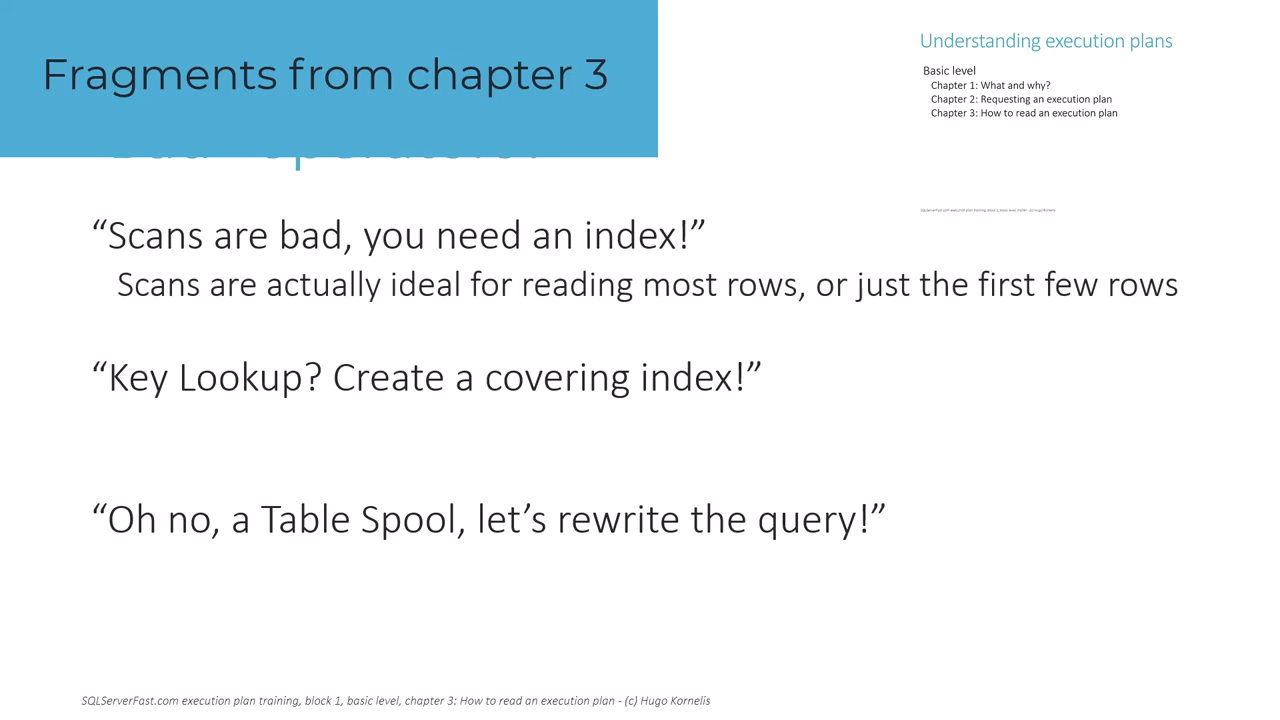 Fragments from chapter 3
Understanding execution plans
Basic level
Chapter 1: What and why?
Chapter 2: Requesting an execution plan
Chapter 3: How to read an execution plan
“Scans are bad, you need an index!”
Scans are actually ideal for reading most rows, or just the first few rows
“Key Lookup? Create a covering index!”
“Oh no, a Table Spool, let’s rewrite the query!”
SQLServerFast.com execution plan training, block 1, basic level, chapter 3: How to read an execution plan - (c) Hugo Kornelis